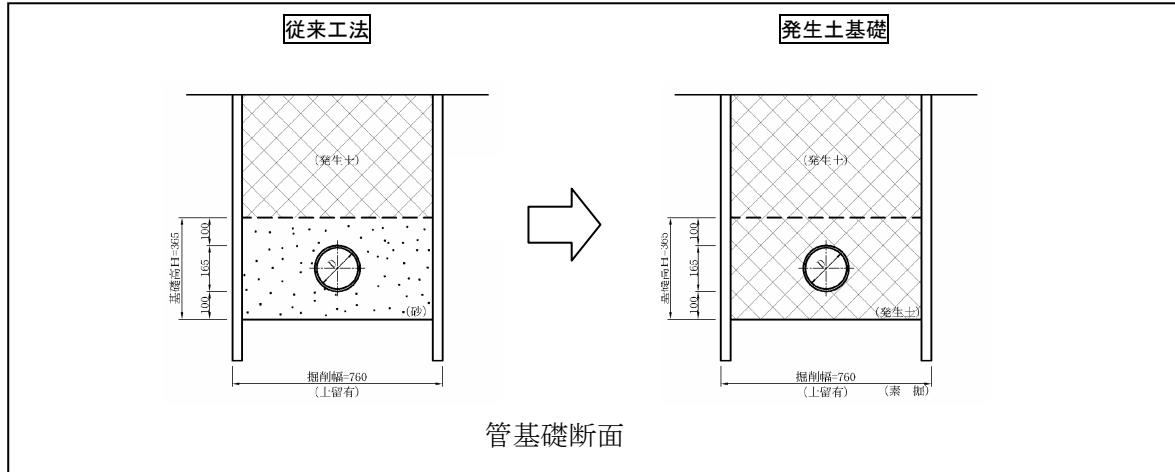 従来工法
(発生土)
基礎高H=365
100
165
100
D
(砂)
掘削幅=760
(土留有)
発生土基礎
(発生土)
基礎高H=365
100
165
100
D
(発生土)
掘削幅=760
(土留有)
(素 掘)
管基礎断面